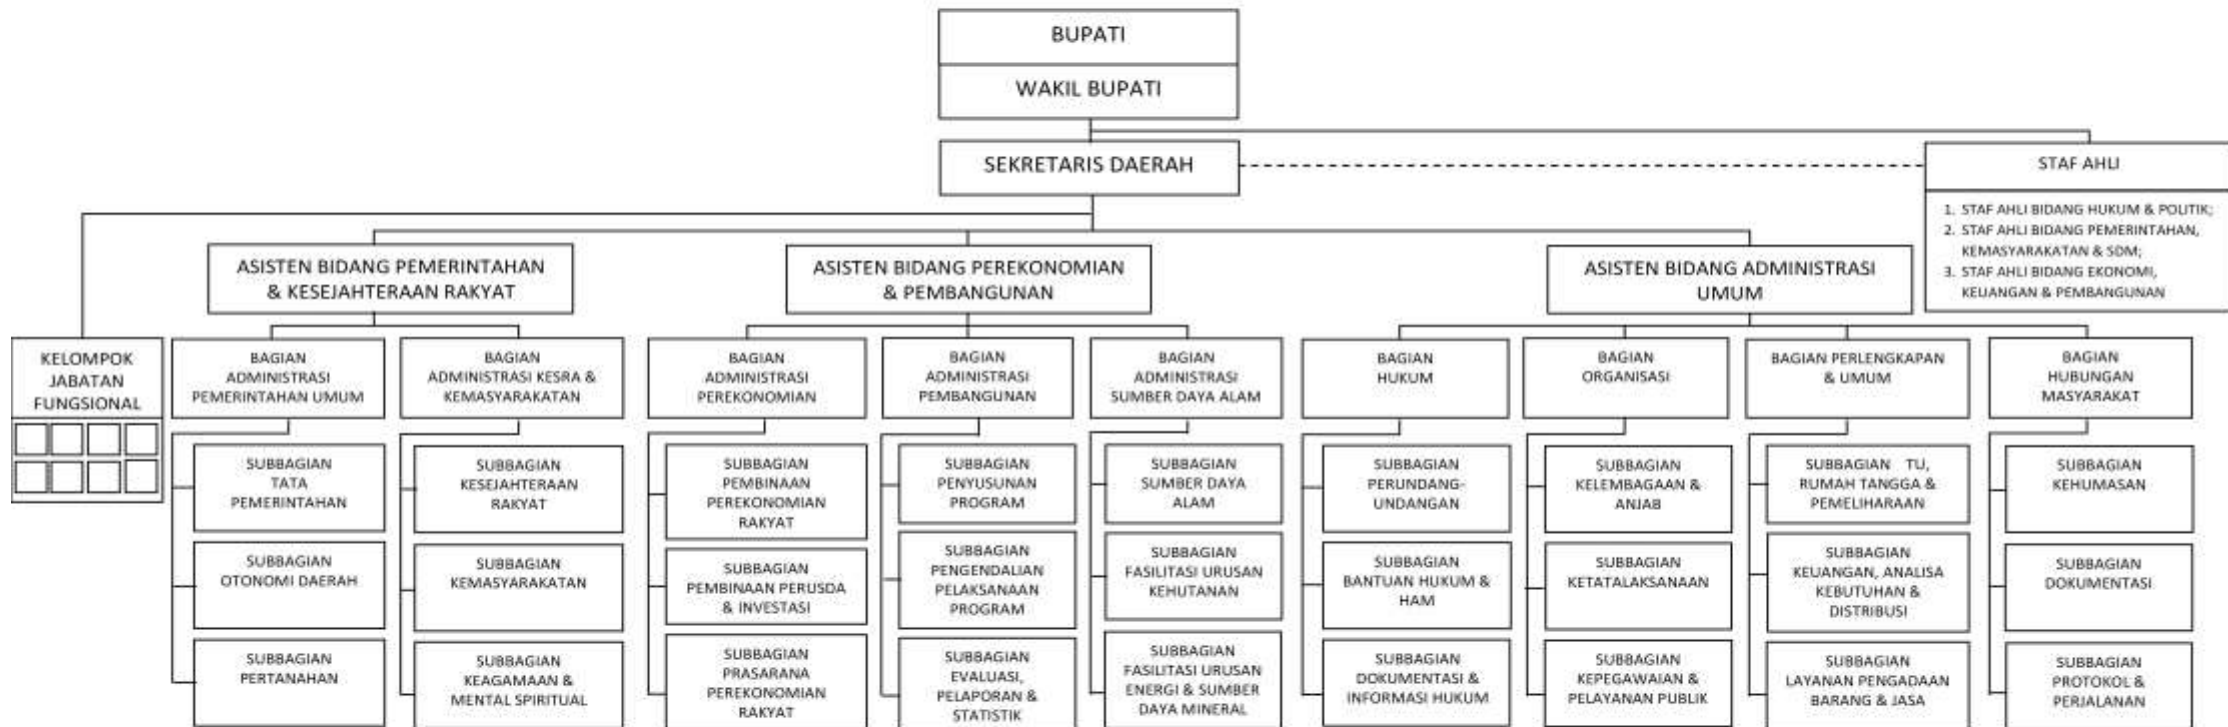 BUPATI
WAKIL BUPATI
SEKRETARIS DAERAH
STAF AHLI
1. STAF AHLI BIDANG HUKUM & POLITIK;
2. STAF AHLI BIDANG PEMERINTAHAN,
KEMASYARAKATAN & SDM;
3. STAF AHLI BIDANG EKONOMI,
KEUANGAN & PEMBANGUNAN
ASISTEN BIDANG PEMERINTAHAN
& KESEJAHTERAAN RAKYAT
ASISTEN BIDANG PEREKONOMIAN
& PEMBANGUNAN
ASISTEN BIDANG ADMINISTRASI
UMUM
KELOMPOK
JABATAN
FUNGSIONAL
BAGIAN
ADMINISTRASI
PEMERINTAHAN UMUM
BAGIAN
ADMINISTRASI KESRA &
KEMASYARAKATAN
BAGIAN
ADMINISTRASI
PEREKONOMIAN
BAGIAN
ADMINISTRASI
PEMBANGUNAN
BAGIAN
ADMINISTRASI
SUMBER DAYA ALAM
BAGIAN
HUKUM
BAGIAN
ORGANISASI
BAGIAN PERLENGKAPAN
& UMUM
BAGIAN
HUBUNGAN
MASYARAKAT
SUBBAGIAN
TATA
PEMERINTAHAN
SUBBAGIAN
KESEJAHTERAAN
RAKYAT
SUBBAGIAN
PEMBINAAN
PEREKONOMIAN
RAKYAT
SUBBAGIAN
PENYUSUNAN
PROGRAM
SUBBAGIAN
SUMBER DAYA
ALAM
SUBBAGIAN
PERUNDANG-
UNDANGAN
SUBBAGIAN
KELEMBAGAAN &
ANJAB
SUBBAGIAN TU,
RUMAH TANGGA &
PEMELIHARAAN
SUBBAGIAN
KEHUMASAN
SUBBAGIAN
OTONOMI DAERAH
SUBBAGIAN
KEMASYARAKATAN
SUBBAGIAN
PEMBINAAN PERUSDA
& INVESTASI
SUBBAGIAN
PENGENDALIAN
PELAKSANAAN
PROGRAM
SUBBAGIAN
FASILITASI URUSAN
KEHUTANAN
SUBBAGIAN
BANTUAN HUKUM &
HAM
SUBBAGIAN
KETATALAKSANAAN
SUBBAGIAN
KEUANGAN, ANALISA
KEBUTUHAN &
DISTRIBUSI
SUBBAGIAN
DOKUMENTASI
SUBBAGIAN
PERTANAHAN
SUBBAGIAN
KEAGAMAAN &
MENTAL SPIRITUAL
SUBBAGIAN
PRASARANA
PEREKONOMIAN
RAKYAT
SUBBAGIAN
EVALUASI,
PELAPORAN &
STATISTIK
SUBBAGIAN
FASILITASI URUSAN
ENERGI & SUMBER
DAYA MINERAL
SUBBAGIAN
DOKUMENTASI &
INFORMASI HUKUM
SUBBAGIAN
KEPEGAWAIAN &
PELAYANAN PUBLIK
SUBBAGIAN
LAYANAN PENGADAAN
BARANG & JASA
SUBBAGIAN
PROTOKOL &
PERJALANAN